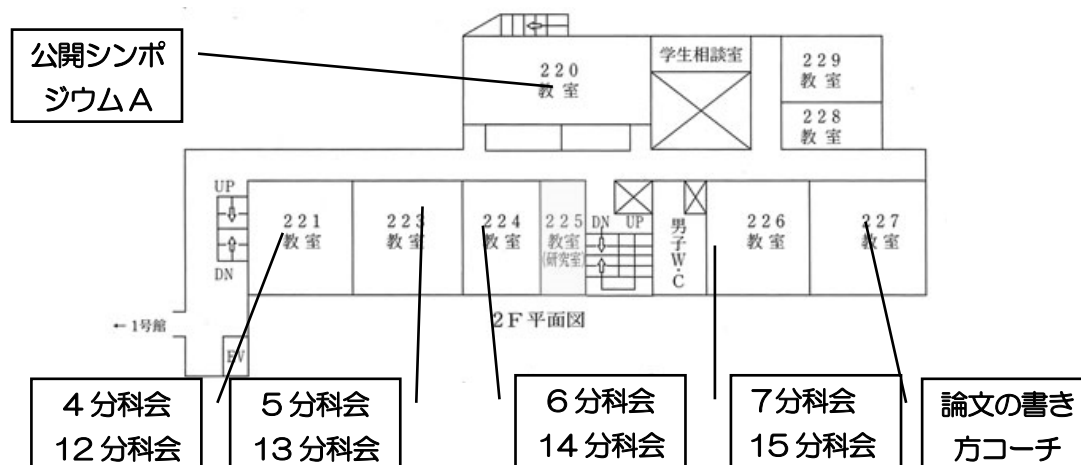 公開シンポ
ジウムA
220
教室
学生相談室
229
教室
228
教室
UP
DN
221
教室
223
教室
224
教室
225
教室
(研究室)
DN UP
男子W・C
226
教室
227
教室
2F平面図
← 1号館
EV
4分科会
12分科会
5分科会
13分科会
6分科会
14分科会
7分科会
15分科会
論文の書き
方コーチ